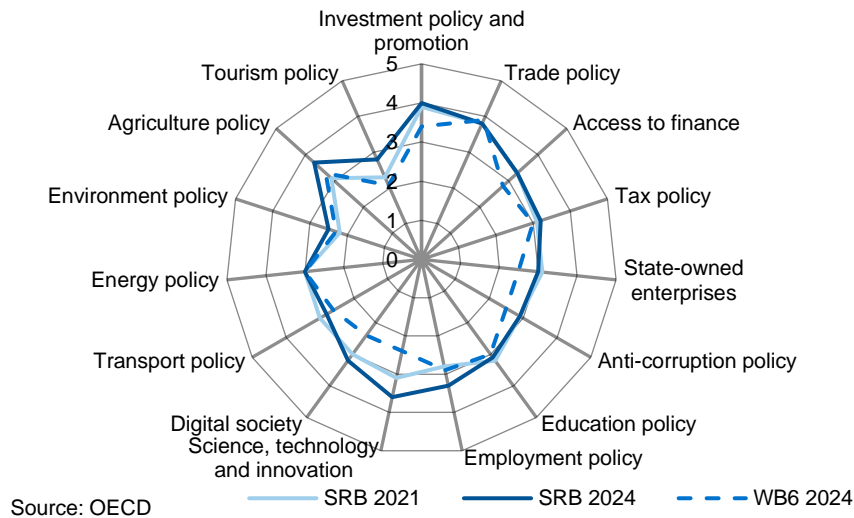 Investment policy and
promotion
Tourism policy
Trade policy
Agriculture policy
Access to finance
Environment policy
Tax policy
Energy policy
State-owned
enterprises
Transport policy
Anti-corruption policy
Digital society
Education policy
Science, technology
and innovation
Employment policy
5
4
3
2
1
0
Source: OECD
SRB 2021
SRB 2024
WB6 2024